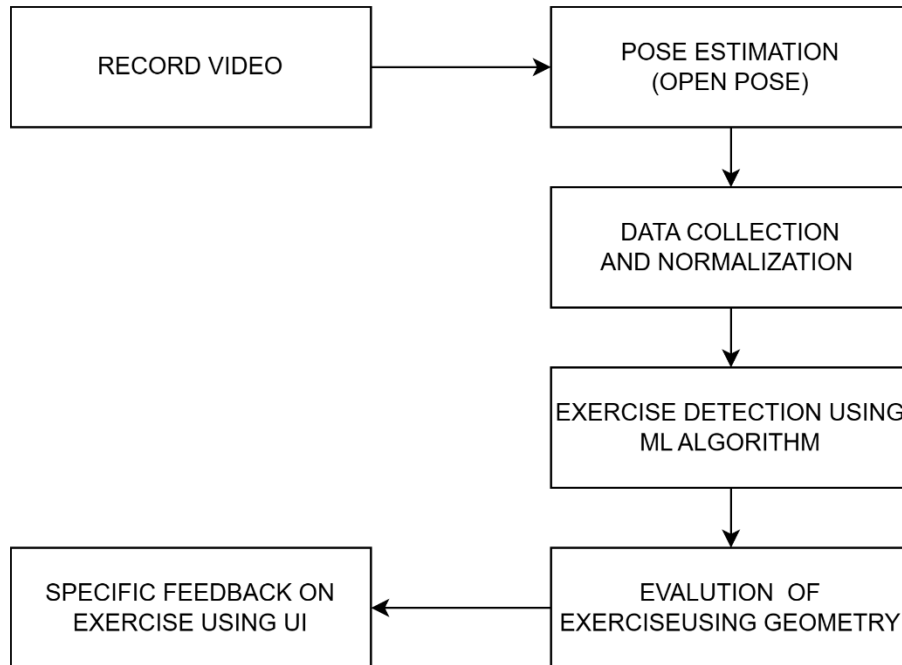 RECORD VIDEO
POSE ESTIMATION
(OPEN POSE)
DATA COLLECTION
AND NORMALIZATION
EXERCISE DETECTION USING
ML ALGORITHM
EVALUTION OF
EXERCISEUSING GEOMETRY
SPECIFIC FEEDBACK ON
EXERCISE USING UI